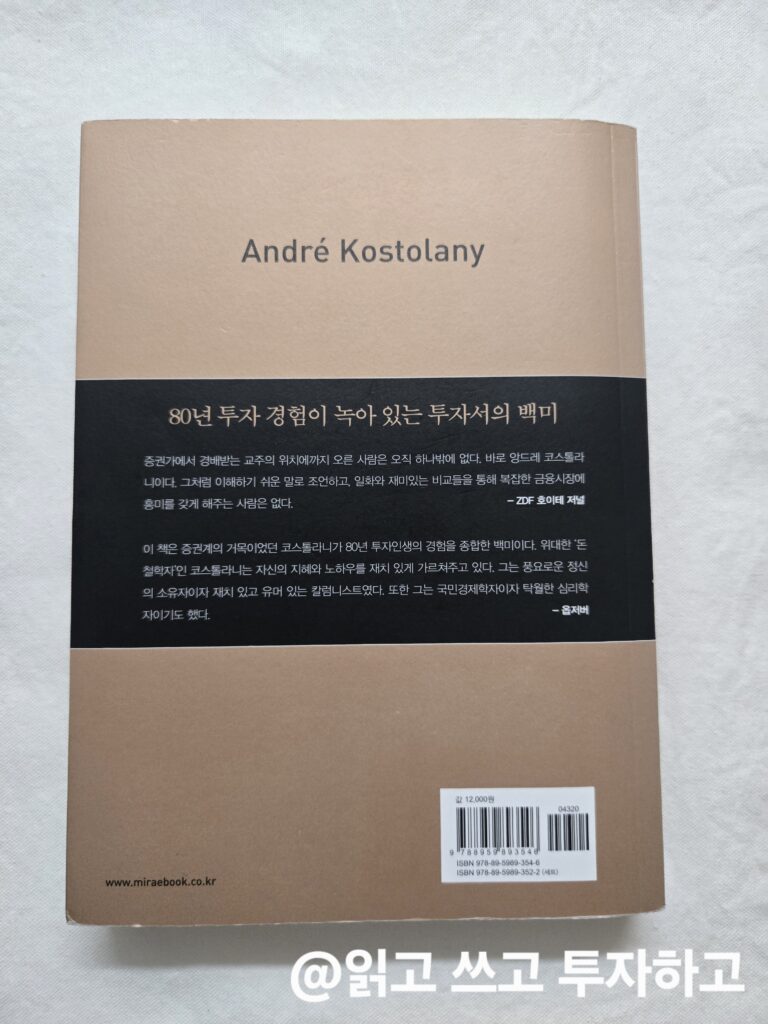 André Kostolany
80년 투자 경험이 녹아 있는 투자서의 백미
증권가에서 경배받는 교주의 위치에까지 오른 사람은 오직 하나밖에 없다. 바로 앙드레 코스톨라
니이다. 그처럼 이해하기 쉬운 말로 조언하고, 일화와 재미있는 비교들을 통해 복잡한 금융시장에
흥미를 갖게 해주는 사람은 없다. – ZDF 호이테 저널
이 책은 증권계의 거목이었던 코스톨라니가 80년 투자인생의 경험을 종합한 백미이다. 위대한 '돈
철학자'인 코스톨라니는 자신의 지혜와 노하우를 재치 있게 가르쳐주고 있다. 그는 풍요로운 정신
의 소유자이자 재치 있고 유머 있는 칼럼니스트였다. 또한 그는 국민경제학자이자 탁월한 심리학
자이기도 했다. – 옵저버
값 12,000원
04320
9 788959 893546
ISBN 978-89-5989-354-6
ISBN 978-89-5989-352-2 (세트)
www.miraebook.co.kr
@읽고 쓰고 투자하고